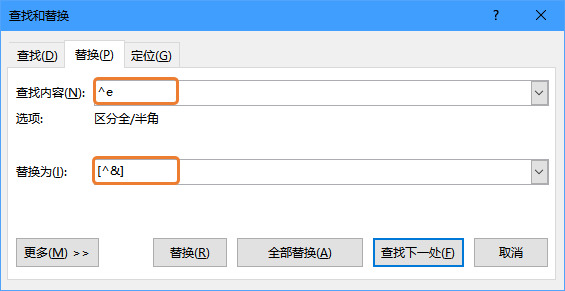 查找和替换
查找(D) 替换(P) 定位(G)
查找内容(N): ^e
选项: 区分全/半角
替换为(I): [^&]
更多(M) >> 替换(R) 全部替换(A) 查找下一处(F) 取消